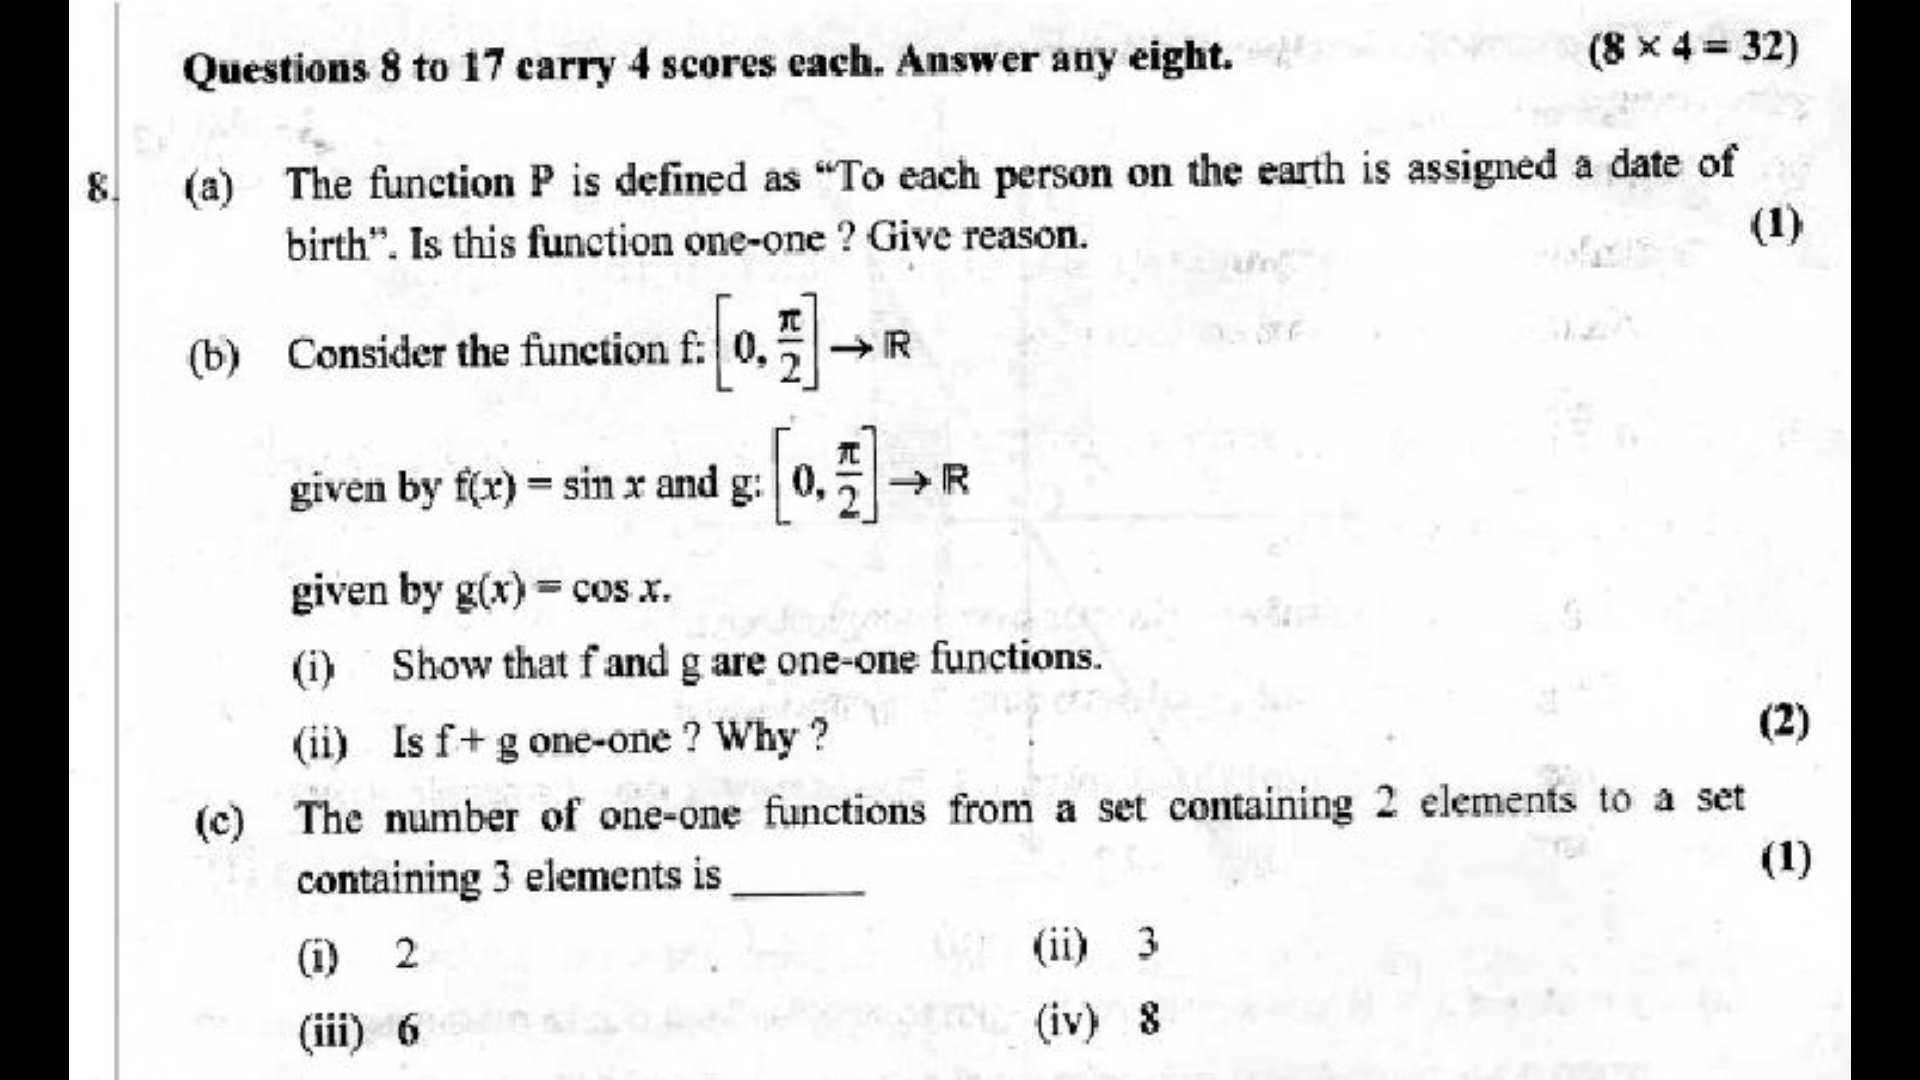 Questions 8 to 17 carry 4 scores each. Answer any eight. (8 × 4 = 32)
8. (a) The function P is defined as “To each person on the earth is assigned a date of
birth”. Is this function one-one ? Give reason. (1)
(b) Consider the function f: [0, π/2] → ℝ
given by f(x) = sin x and g: [0, π/2] → ℝ
given by g(x) = cos x.
(i) Show that f and g are one-one functions.
(ii) Is f + g one-one ? Why ? (2)
(c) The number of one-one functions from a set containing 2 elements to a set
containing 3 elements is ______ (1)
(i) 2 (ii) 3
(iii) 6 (iv) 8